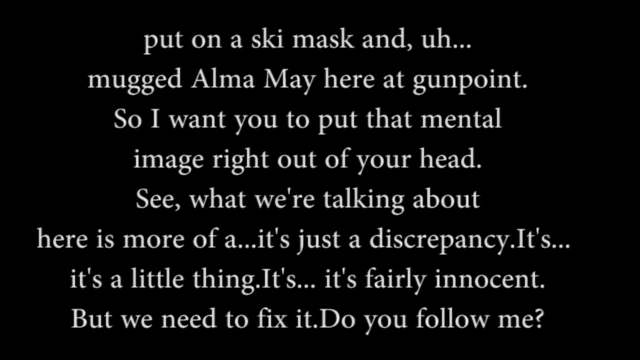 put on a ski mask and, uh...
mugged Alma May here at gunpoint.
So I want you to put that mental
image right out of your head.
See, what we're talking about
here is more of a...it's just a discrepancy.It's...
it's a little thing.It's... it's fairly innocent.
But we need to fix it.Do you follow me?